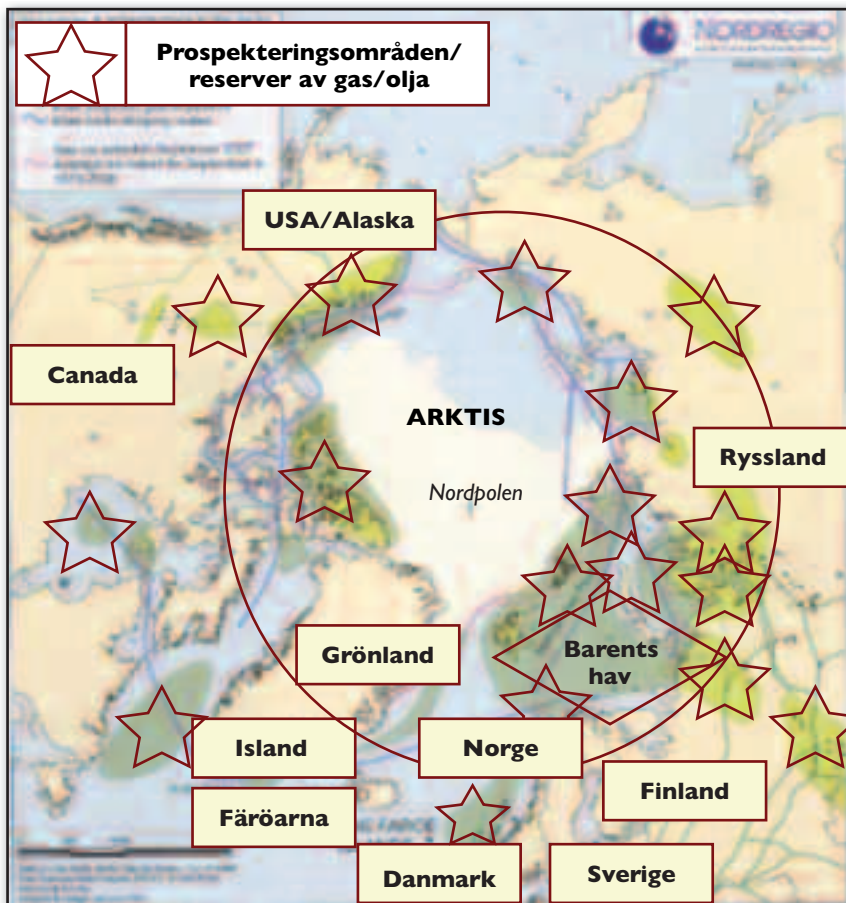 Prospekteringsområden/
reserver av gas/olja
NORDREGIO
USA/Alaska
Canada
ARKTIS
Ryssland
Nordpolen
Barents
hav
Grönland
Island
Norge
Finland
Färöarna
Danmark
Sverige